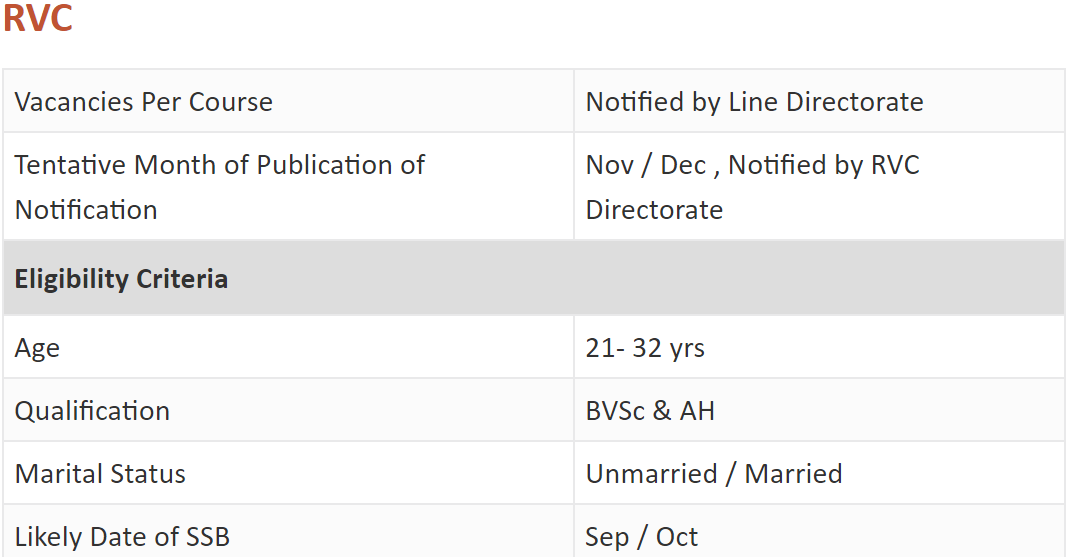 RVC
Vacancies Per Course
Notified by Line Directorate
Tentative Month of Publication of
Notification
Nov / Dec , Notified by RVC
Directorate
Eligibility Criteria
Age
21- 32 yrs
Qualification
BVSc & AH
Marital Status
Unmarried / Married
Likely Date of SSB
Sep / Oct